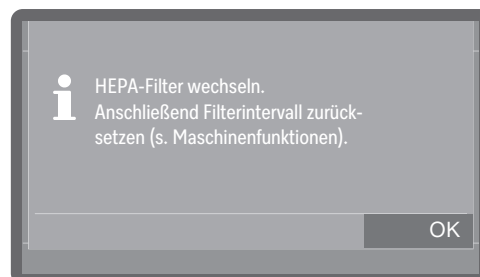 HEPA-Filter wechseln.
Anschließend Filterintervall zurück-
setzen (s. Maschinenfunktionen).
OK